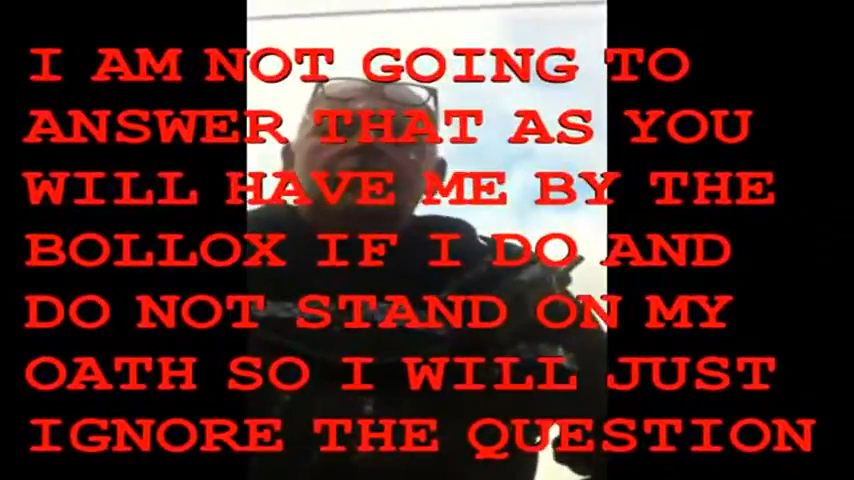 I AM NOT GOING TO
ANSWER THAT AS YOU
WILL HAVE ME BY THE
BOLLOX IF I DO AND
DO NOT STAND ON MY
OATH SO I WILL JUST
IGNORE THE QUESTION